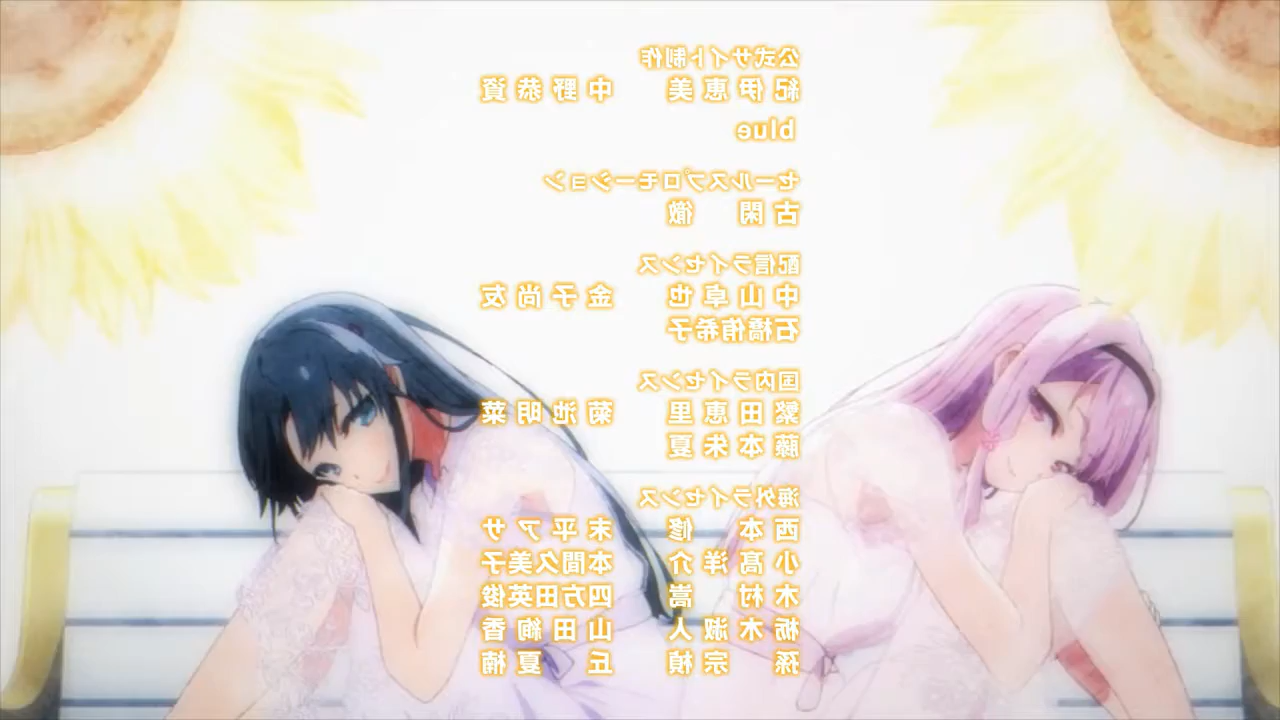 公式サイト制作
紀伊恵美 中野恭資
blue
セールスプロモーション
古閑 徹
配信ライセンス
中山卓也 金子尚友
石橋侑希子
国内ライセンス
繁田恵里 菊池明菜
藤本朱夏
海外ライセンス
西本 修 末平アサ
小髙洋介 本間久美子
木村 嵩 四方田英俊
栃木淑人 山田絢香
孫 宗楨 丘 夏楠